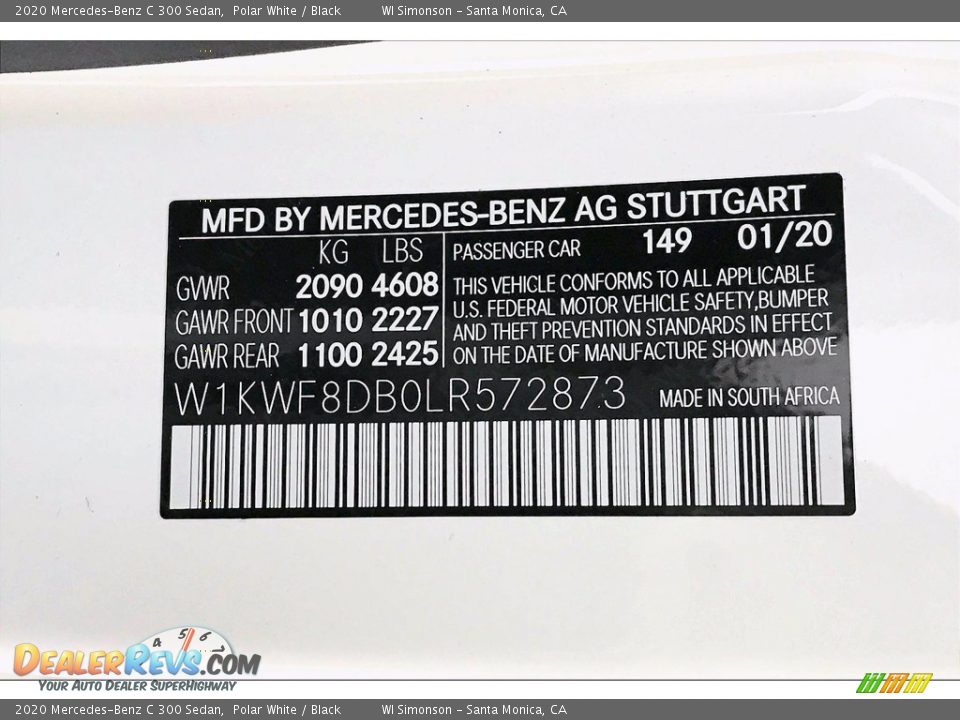 2020 Mercedes-Benz C 300 Sedan, Polar White / Black WI Simonson - Santa Monica, CA
MFD BY MERCEDES-BENZ AG STUTTGART
KG LBS
GVWR 2090 4608
GAWR FRONT 1010 2227
GAWR REAR 1100 2425
PASSENGER CAR 149 01/20
THIS VEHICLE CONFORMS TO ALL APPLICABLE
U.S. FEDERAL MOTOR VEHICLE SAFETY, BUMPER
AND THEFT PREVENTION STANDARDS IN EFFECT
ON THE DATE OF MANUFACTURE SHOWN ABOVE
W1KWF8DB0LR572873 MADE IN SOUTH AFRICA
4 5 6 7
DEALERREVS.COM
YOUR AUTO DEALER SUPERHIGHWAY
2020 Mercedes-Benz C 300 Sedan, Polar White / Black WI Simonson - Santa Monica, CA